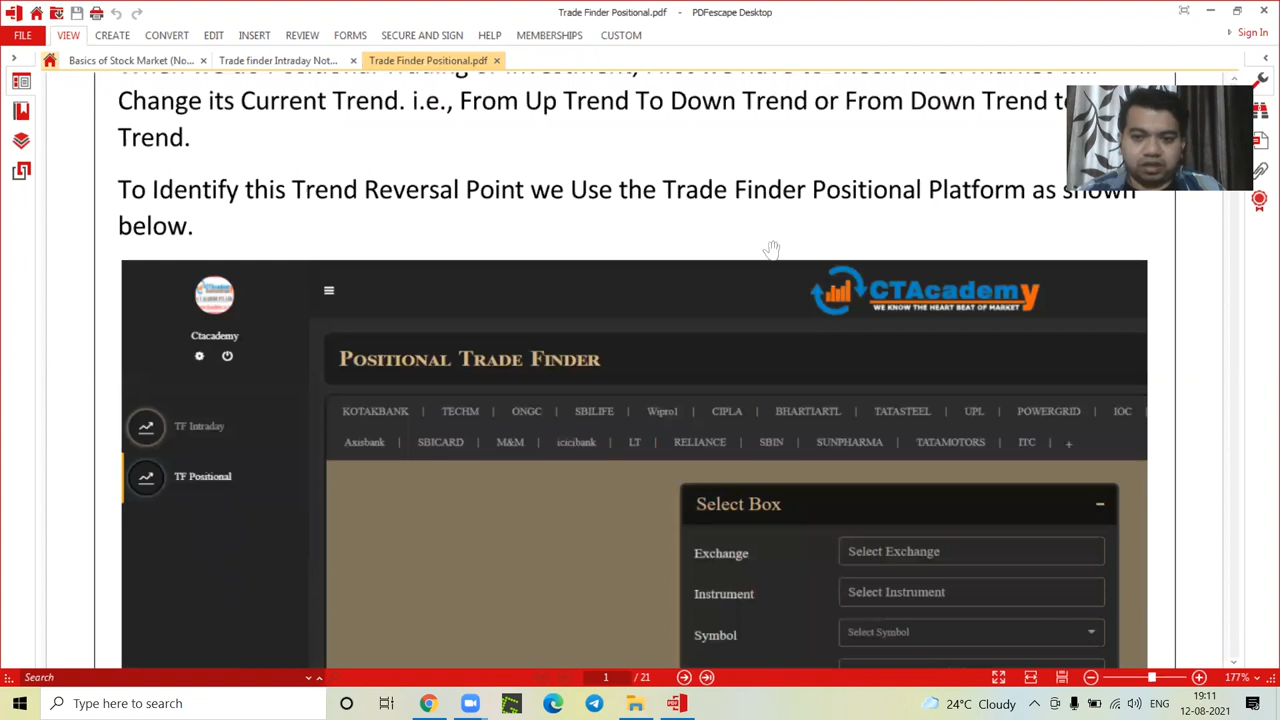 Trade Finder Positional.pdf - PDFescape Desktop
FILE VIEW CREATE CONVERT EDIT INSERT REVIEW FORMS SECURE AND SIGN HELP MEMBERSHIPS CUSTOM Sign In
Basics of Stock Market (No... × Trade finder Intraday Not... × Trade Finder Positional.pdf ×
Change its Current Trend. i.e., From Up Trend To Down Trend or From Down Trend to
Trend.
To Identify this Trend Reversal Point we Use the Trade Finder Positional Platform as shown
below.
CTAcademy
WE KNOW THE HEART BEAT OF MARKET
Ctacademy
POSITIONAL TRADE FINDER
KOTAKBANK | TECHM | ONGC | SBILIFE | Wipro1 | CIPLA | BHARTIARTL | TATASTEEL | UPL | POWERGRID | IOC
Axisbank | SBICARD | M&M | icicibank | LT | RELIANCE | SBIN | SUNPHARMA | TATAMOTORS | ITC | +
TF Intraday
TF Positional
Select Box −
Exchange Select Exchange
Instrument Select Instrument
Symbol Select Symbol
Search 1 / 21 177%
Type here to search 24°C Cloudy 19:11
12-08-2021